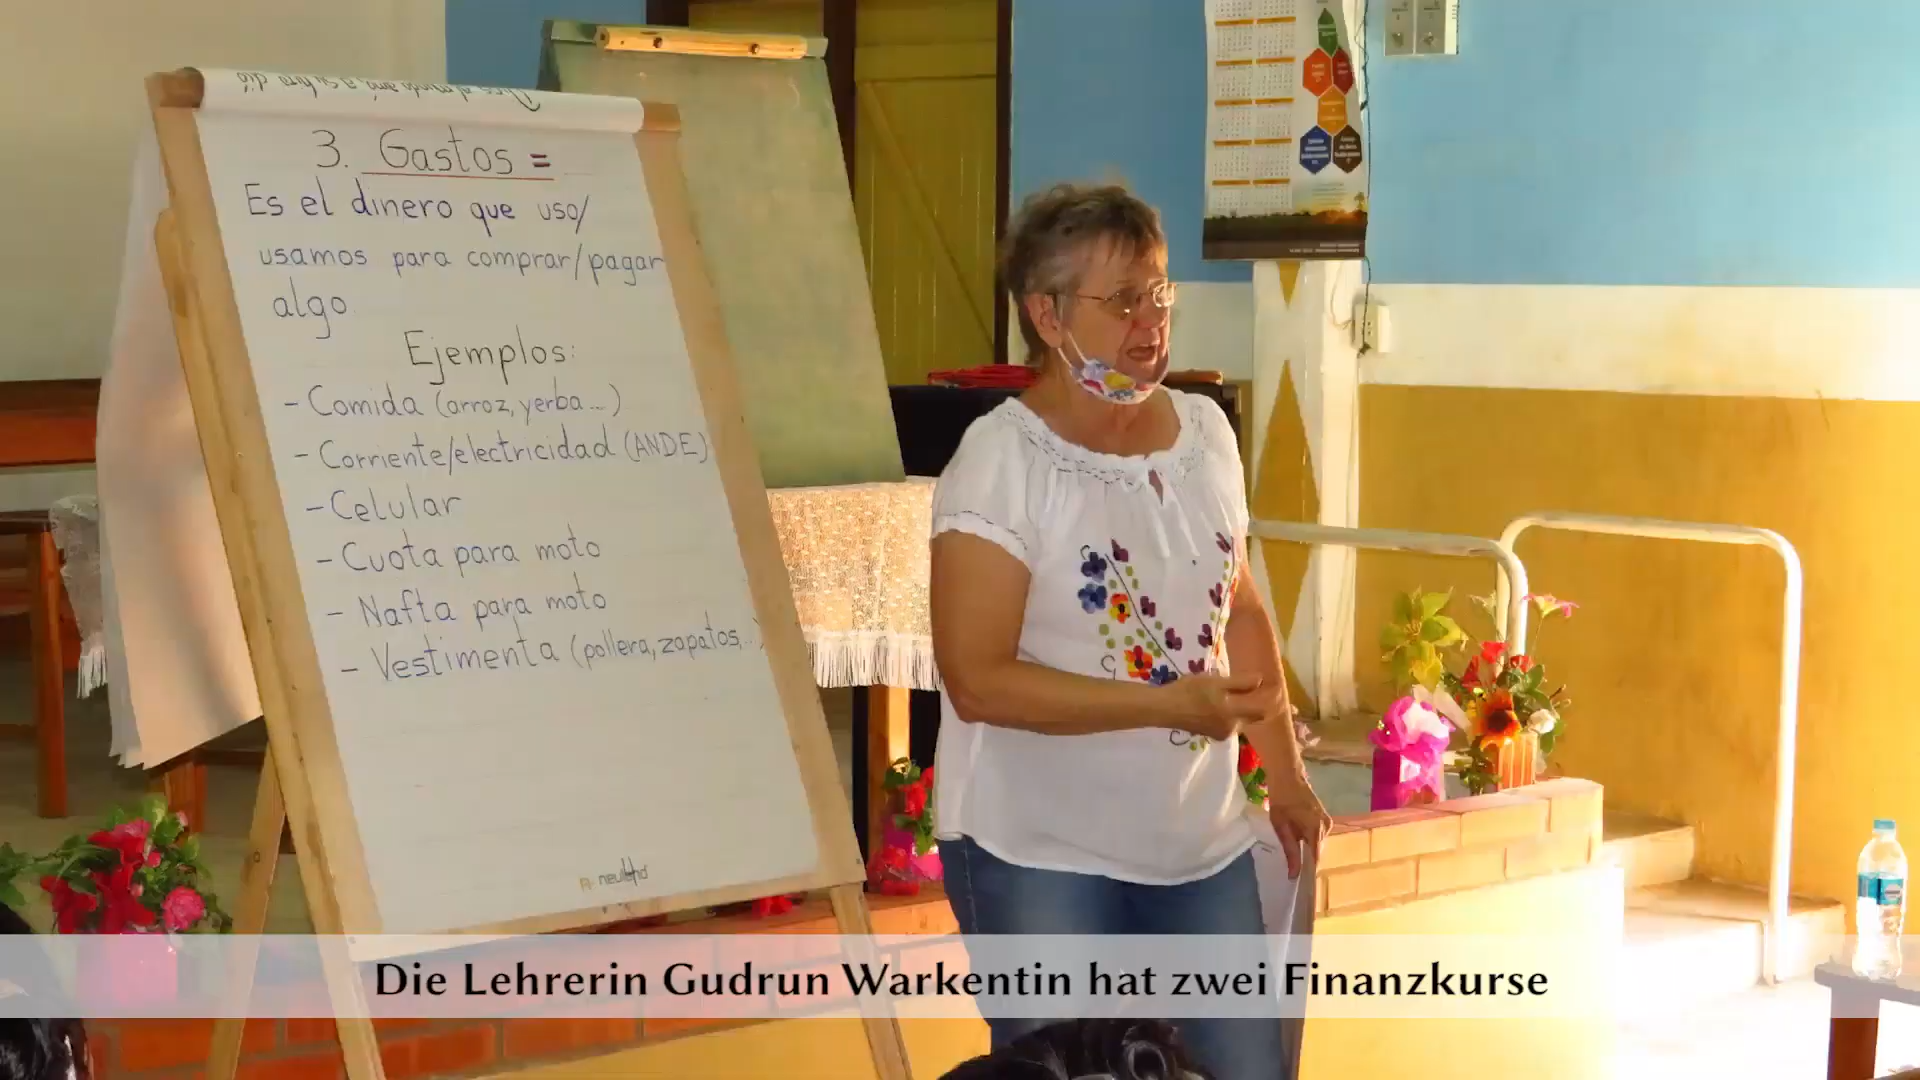 3. Gastos =
Es el dinero que uso/
usamos para comprar/pagar
algo.
Ejemplos:
- Comida (arroz, yerba...)
- Corriente/electricidad (ANDE)
- Celular
- Cuota para moto
- Nafta para moto
- Vestimenta (pollera, zapatos...)
neuland
Die Lehrerin Gudrun Warkentin hat zwei Finanzkurse